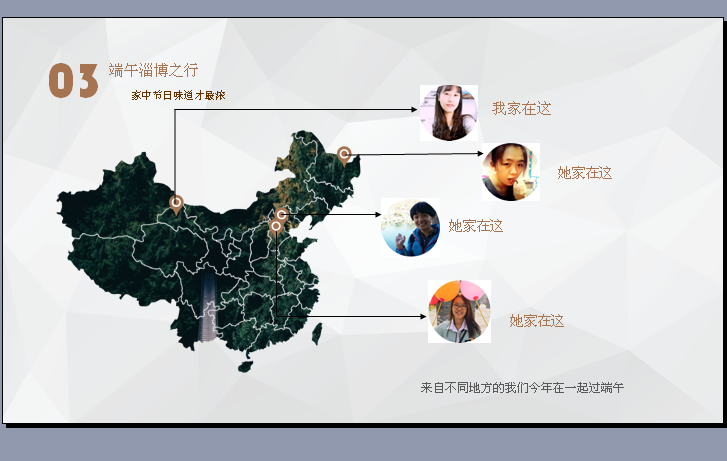 03
端午淄博之行
家中节日味道才最浓
我家在这
她家在这
她家在这
她家在这
来自不同地方的我们今年在一起过端午